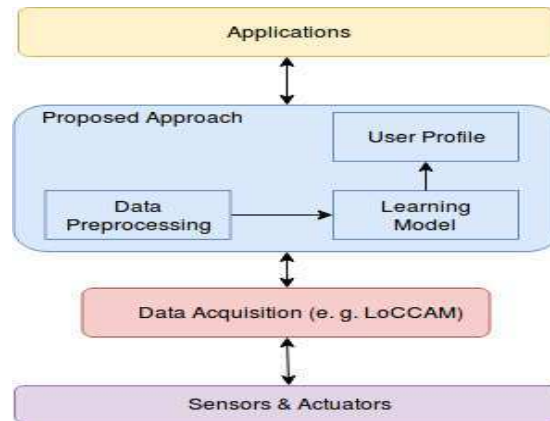 Applications
Proposed Approach
User Profile
Data
Preprocessing
Learning
Model
Data Acquisition (e. g. LoCCAM)
Sensors & Actuators